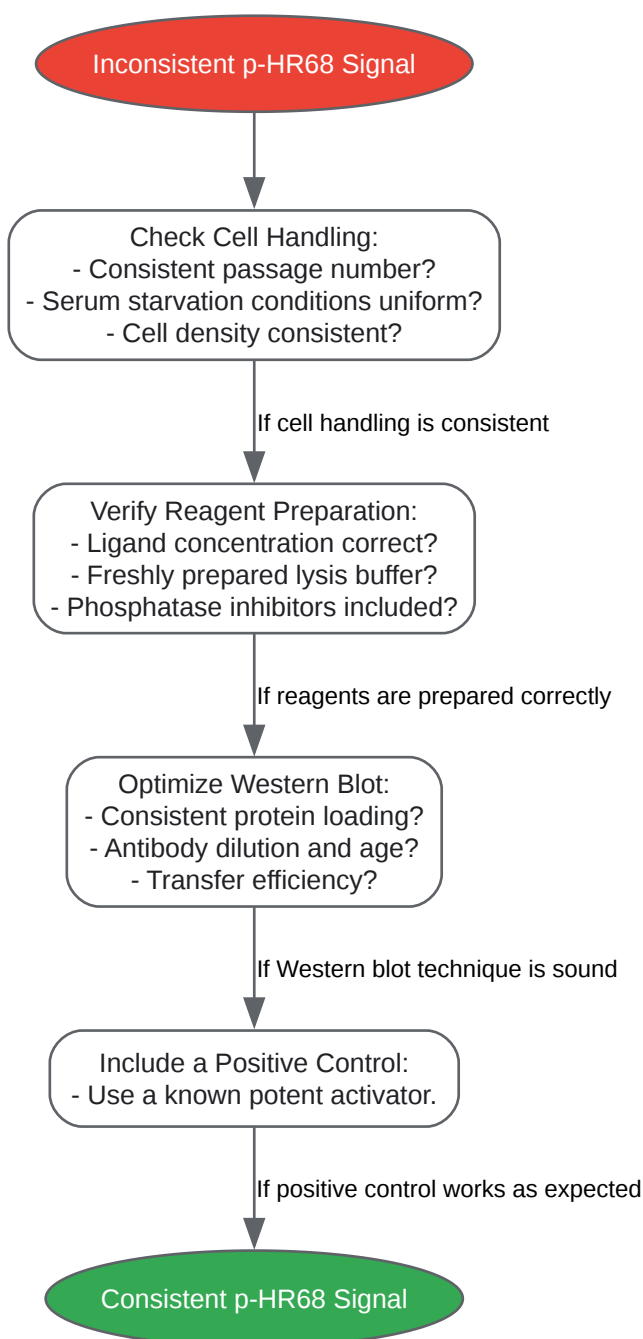 Inconsistent p-HR68 Signal
Check Cell Handling:
- Consistent passage number?
- Serum starvation conditions uniform?
- Cell density consistent?
If cell handling is consistent
Verify Reagent Preparation:
- Ligand concentration correct?
- Freshly prepared lysis buffer?
- Phosphatase inhibitors included?
If reagents are prepared correctly
Optimize Western Blot:
- Consistent protein loading?
- Antibody dilution and age?
- Transfer efficiency?
If Western blot technique is sound
Include a Positive Control:
- Use a known potent activator.
If positive control works as expected
Consistent p-HR68 Signal